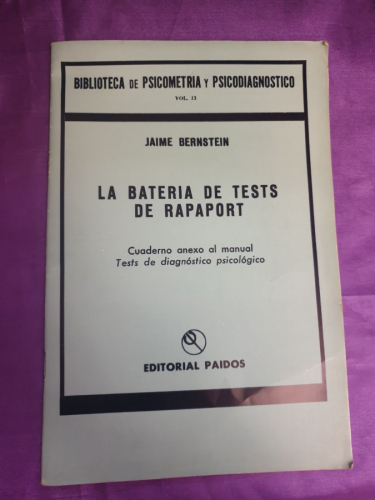 BIBLIOTECA DE PSICOMETRIA Y PSICODIAGNOSTICO
VOL. II
JAIME BERNSTEIN
LA BATERIA DE TESTS
DE RAPAPORT
Cuaderno anexo al manual
Tests de diagnóstico psicológico
EDITORIAL PAIDOS